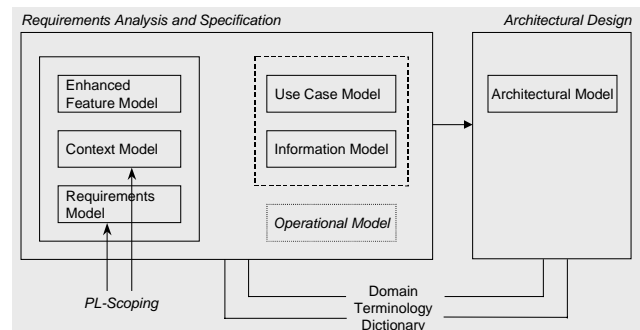 Requirements Analysis and Specification
Architectural Design
Enhanced
Feature Model
Context Model
Requirements
Model
Use Case Model
Information Model
Operational Model
Architectural Model
PL-Scoping
Domain
Terminology
Dictionary